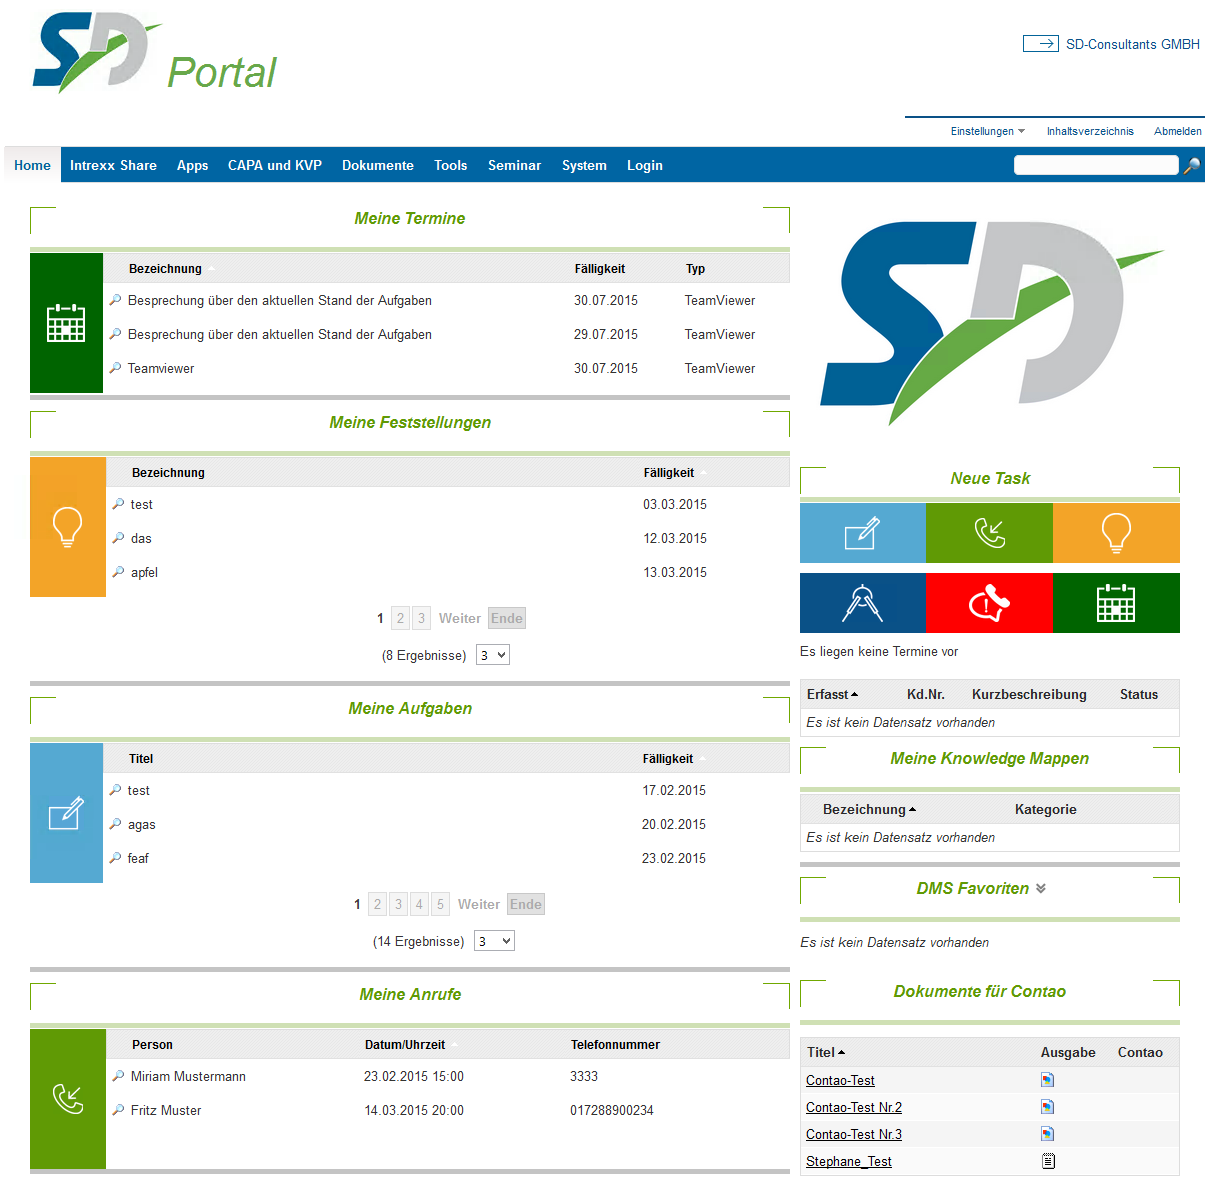 SD Portal
SD-Consultants GMBH
Einstellungen Inhaltsverzeichnis Abmelden
Home Intrexx Share Apps CAPA und KVP Dokumente Tools Seminar System Login
Meine Termine
Bezeichnung Fälligkeit Typ
Besprechung über den aktuellen Stand der Aufgaben 30.07.2015 TeamViewer
Besprechung über den aktuellen Stand der Aufgaben 29.07.2015 TeamViewer
Teamviewer 30.07.2015 TeamViewer
Meine Feststellungen
Bezeichnung Fälligkeit
test 03.03.2015
das 12.03.2015
apfel 13.03.2015
1 2 3 Weiter Ende
(8 Ergebnisse) 3
Meine Aufgaben
Titel Fälligkeit
test 17.02.2015
agas 20.02.2015
feaf 23.02.2015
1 2 3 4 5 Weiter Ende
(14 Ergebnisse) 3
Meine Anrufe
Person Datum/Uhrzeit Telefonnummer
Miriam Mustermann 23.02.2015 15:00 3333
Fritz Muster 14.03.2015 20:00 017288900234
SD
Neue Task
Es liegen keine Termine vor
Erfasst Kd.Nr. Kurzbeschreibung Status
Es ist kein Datensatz vorhanden
Meine Knowledge Mappen
Bezeichnung Kategorie
Es ist kein Datensatz vorhanden
DMS Favoriten
Es ist kein Datensatz vorhanden
Dokumente für Contao
Titel Ausgabe Contao
Contao-Test
Contao-Test Nr.2
Contao-Test Nr.3
Stephane_Test